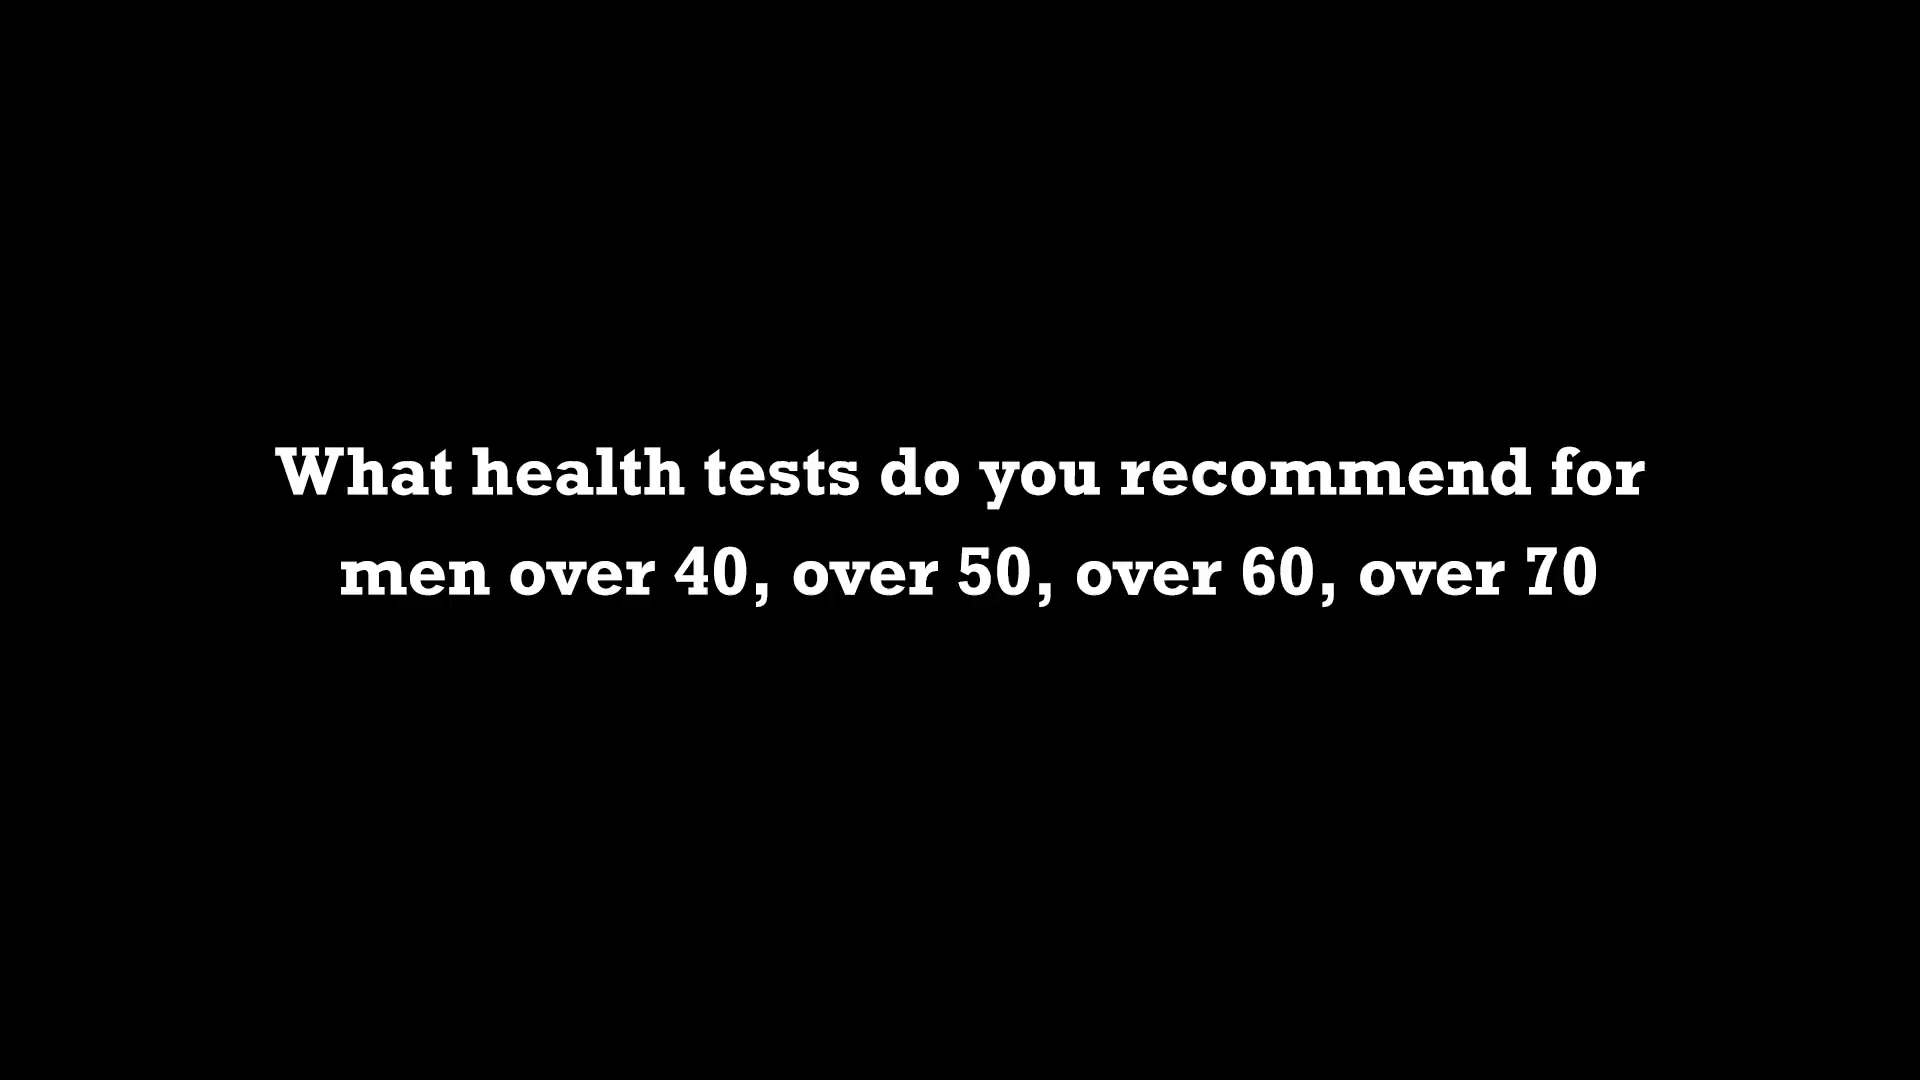 What health tests do you recommend for
men over 40, over 50, over 60, over 70